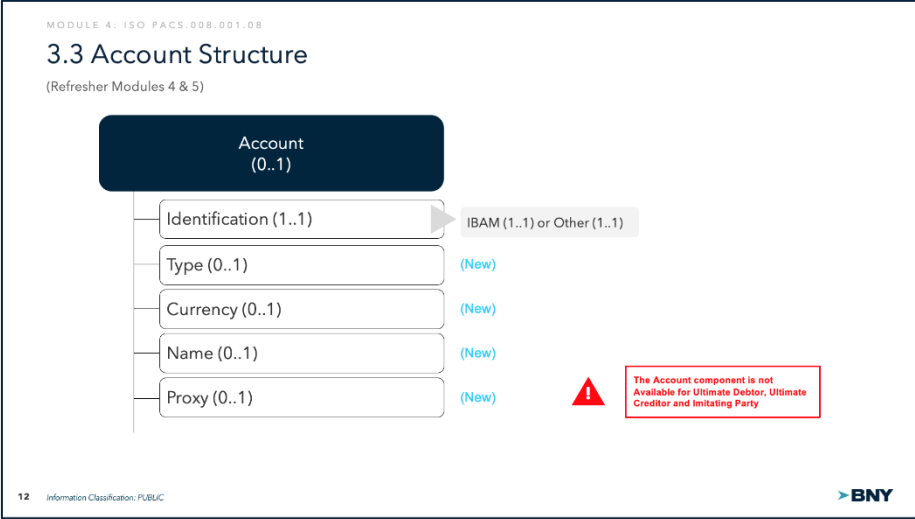 MODULE 4: ISO PACS.008.001.08
3.3 Account Structure
(Refresher Modules 4 & 5)
Account
(0..1)
Identification (1..1)
IBAM (1..1) or Other (1..1)
Type (0..1)
(New)
Currency (0..1)
(New)
Name (0..1)
(New)
Proxy (0..1)
(New)
!
The Account component is not
Available for Ultimate Debtor, Ultimate
Creditor and Imitating Party
12
Information Classification: PUBLIC
BNY